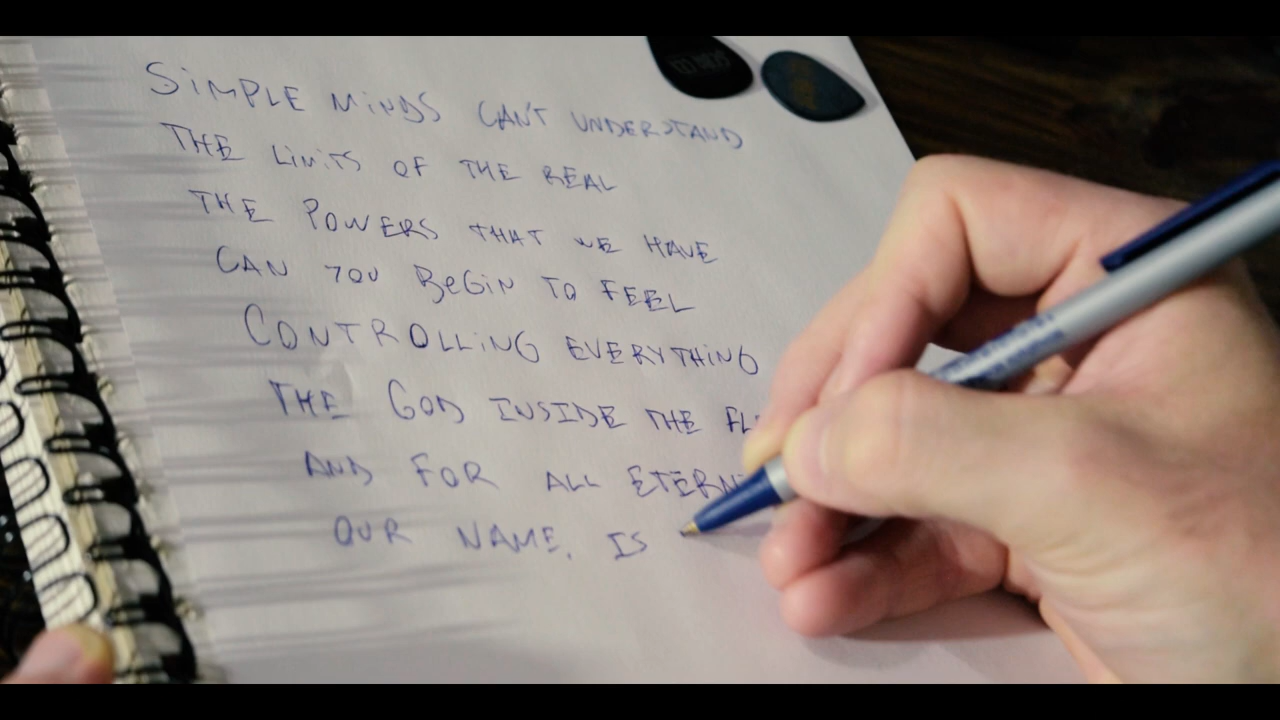 SiMPLE MiNDS CAN'T UNDERSTAND
THE LiMiTS OF THE REAL
THE POWERS THAT WE HAVE
CAN YOU BEGiN TO FEEL
CONTROLLiNG EVERYTHiNG
THE GOD INSIDE THE
AND FOR ALL
OUR NAME. IS